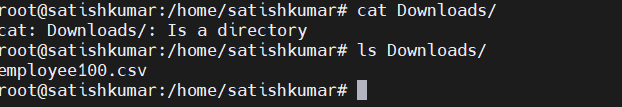 root@satishkumar:/home/satishkumar# cat Downloads/
cat: Downloads/: Is a directory
root@satishkumar:/home/satishkumar# ls Downloads/
employee100.csv
root@satishkumar:/home/satishkumar#